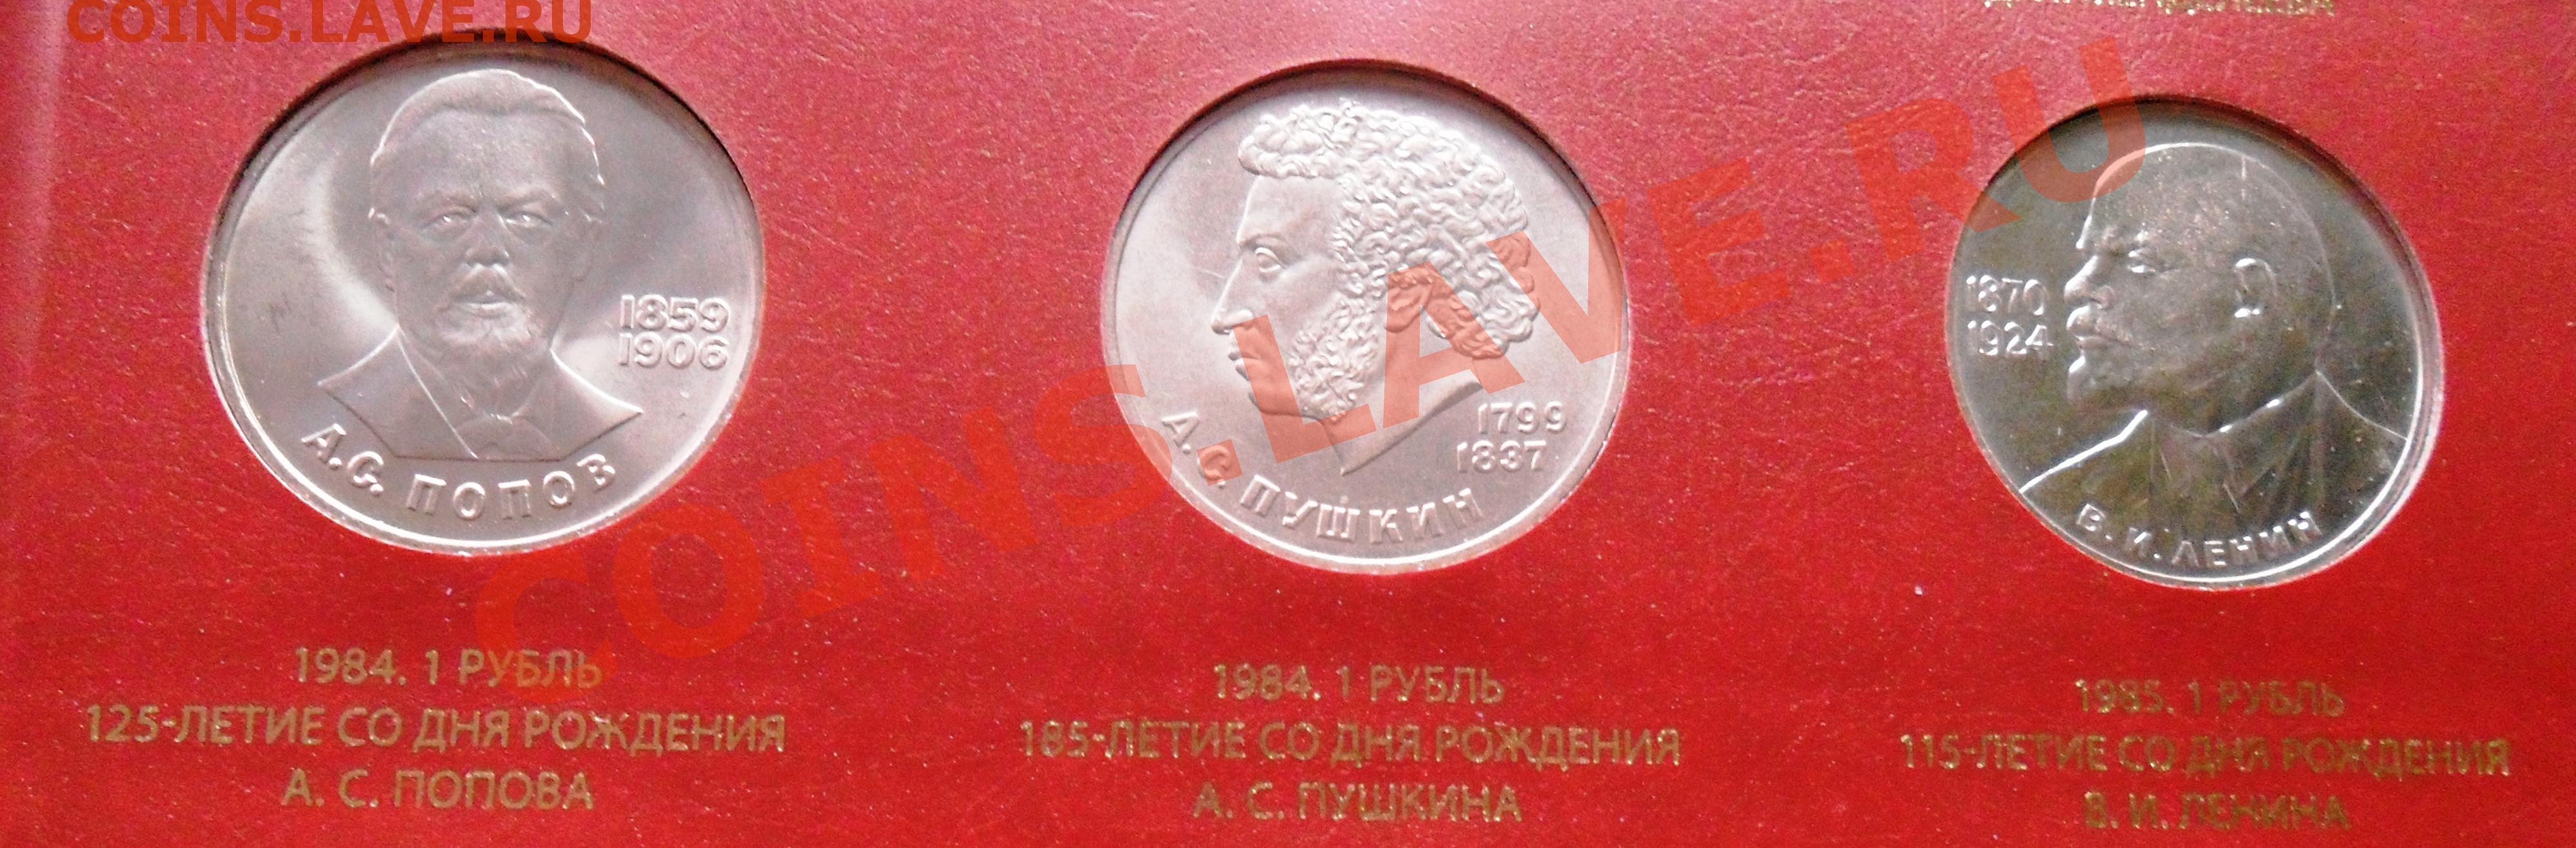 COINS.LAVE.RU
1859
1906
А.С. ПОПОВ
1799
1837
А.С. ПУШКИН
1870
1924
В.И. ЛЕНИН
COINS.LAVE.RU
1984. 1 РУБЛЬ
125-ЛЕТИЕ СО ДНЯ РОЖДЕНИЯ
А. С. ПОПОВА
1984. 1 РУБЛЬ
185-ЛЕТИЕ СО ДНЯ РОЖДЕНИЯ
А. С. ПУШКИНА
1985. 1 РУБЛЬ
115-ЛЕТИЕ СО ДНЯ РОЖДЕНИЯ
В. И. ЛЕНИНА